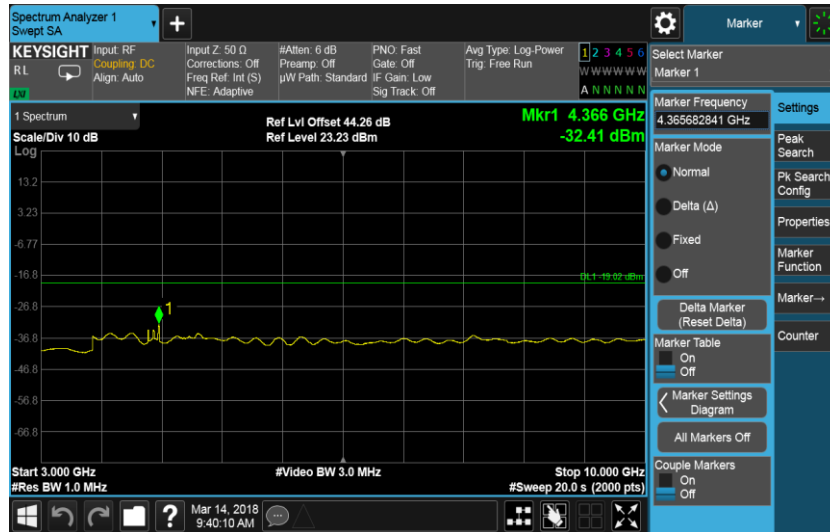 Spectrum Analyzer 1
Swept SA
Marker
KEYSIGHT
RL
LXI
Input: RF
Coupling: DC
Align: Auto
Input Z: 50 Ω
Corrections: Off
Freq Ref: Int (S)
NFE: Adaptive
#Atten: 6 dB
Preamp: Off
µW Path: Standard
PNO: Fast
Gate: Off
IF Gain: Low
Sig Track: Off
Avg Type: Log-Power
Trig: Free Run
1 2 3 4 5 6
W W W W W W
A N N N N N
Select Marker
Marker 1
1 Spectrum
Scale/Div 10 dB
Log
Ref Lvl Offset 44.26 dB
Ref Level 23.23 dBm
Mkr1 4.366 GHz
-32.41 dBm
13.2
3.23
-6.77
-16.8
-26.8
-36.8
-46.8
-56.8
-66.8
DL1 -19.02 dBm
1
Start 3.000 GHz
#Res BW 1.0 MHz
#Video BW 3.0 MHz
Stop 10.000 GHz
#Sweep 20.0 s (2000 pts)
Marker Frequency
4.365682841 GHz
Marker Mode
Normal
Delta (Δ)
Fixed
Off
Delta Marker
(Reset Delta)
Marker Table
On
Off
Marker Settings
Diagram
All Markers Off
Couple Markers
On
Off
Settings
Peak
Search
Pk Search
Config
Properties
Marker
Function
Marker→
Counter
?
Mar 14, 2018
9:40:10 AM